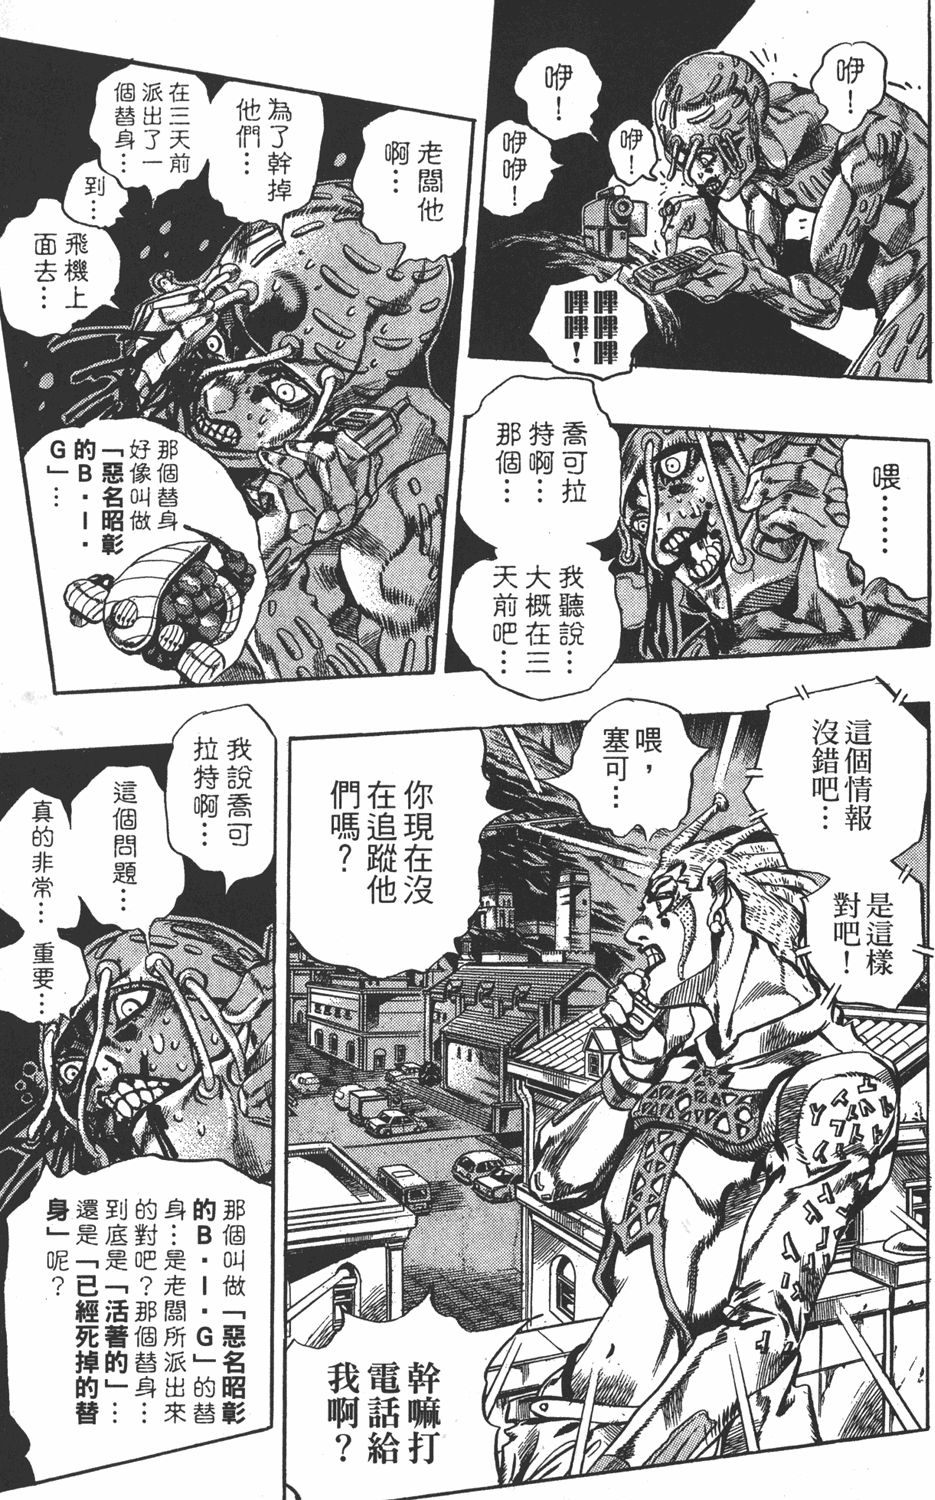 咿！
咿！
咿！
咿
咿！
嗶嗶嗶
嗶嗶！
喂……
喬可拉
特啊…
那個…
我聽說…
大概在三
天前吧…
老闆他
啊…
為了幹掉
他們…
在三天前
派出了一
個替身…
到…
飛機上
面去…
那個替身
好像叫做
「惡名昭彰
的B・I・
G」…
這個情報
沒錯吧…
是這樣
對吧！
喂，
塞可…
你現在沒
在追蹤他
們嗎？
幹嘛打
電話給
我啊？
我說喬可
拉特啊…
這個問題…
真的非常…
重要…
那個叫做「惡名昭彰
的B・I・G」的替
身…是老闆所派出來
的對吧？那個替身…
到底是「活著的」…
還是「已經死掉的替
身」呢？